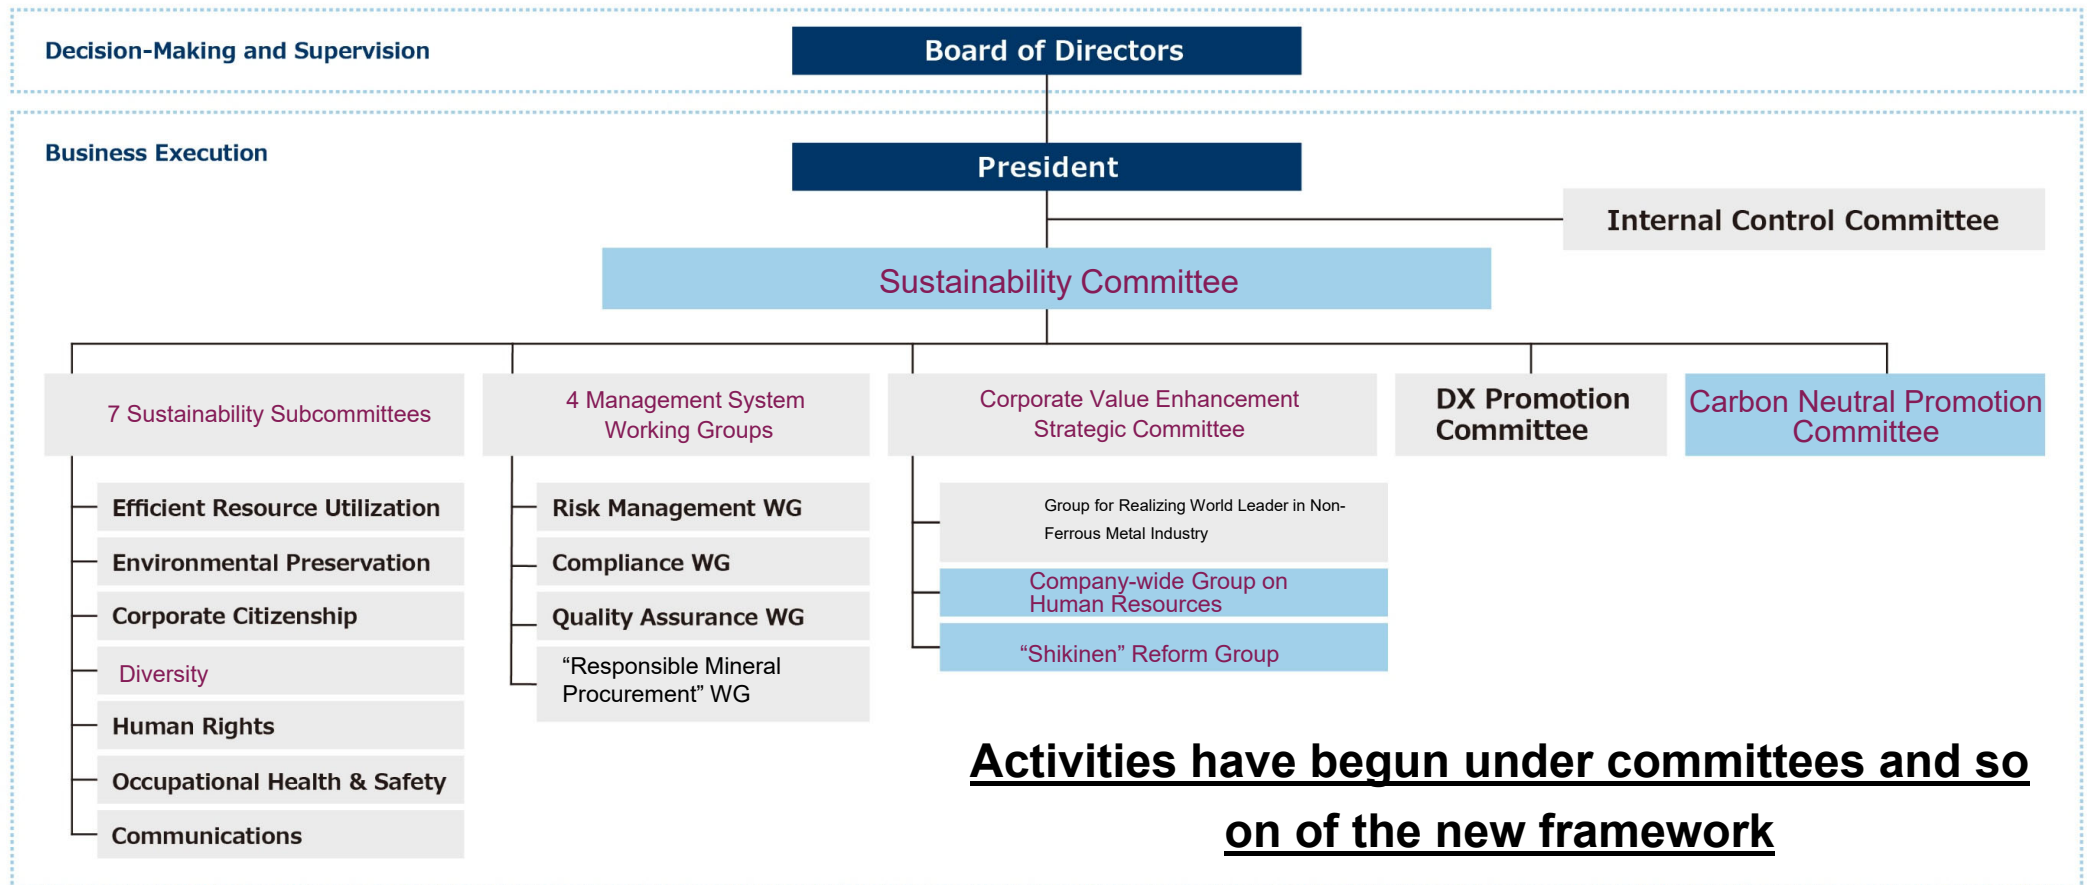 Decision-Making and Supervision
Board of Directors
Business Execution
President
Internal Control Committee
Sustainability Committee
7 Sustainability Subcommittees
4 Management System
Working Groups
Corporate Value Enhancement
Strategic Committee
DX Promotion
Committee
Carbon Neutral Promotion
Committee
Efficient Resource Utilization
Environmental Preservation
Corporate Citizenship
Diversity
Human Rights
Occupational Health & Safety
Communications
Risk Management WG
Compliance WG
Quality Assurance WG
“Responsible Mineral
Procurement” WG
Group for Realizing World Leader in Non-
Ferrous Metal Industry
Company-wide Group on
Human Resources
“Shikinen” Reform Group
Activities have begun under committees and so
on of the new framework